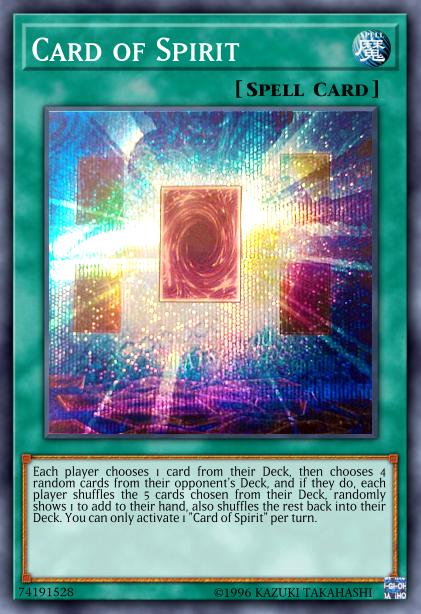 CARD OF SPIRIT
SPELL
魔
[SPELL CARD]
Each player chooses 1 card from their Deck, then chooses 4
random cards from their opponent's Deck, and if they do, each
player shuffles the 5 cards chosen from their Deck, randomly
shows 1 to add to their hand, also shuffles the rest back into their
Deck. You can only activate 1 "Card of Spirit" per turn.
74191528
©1996 KAZUKI TAKAHASHI